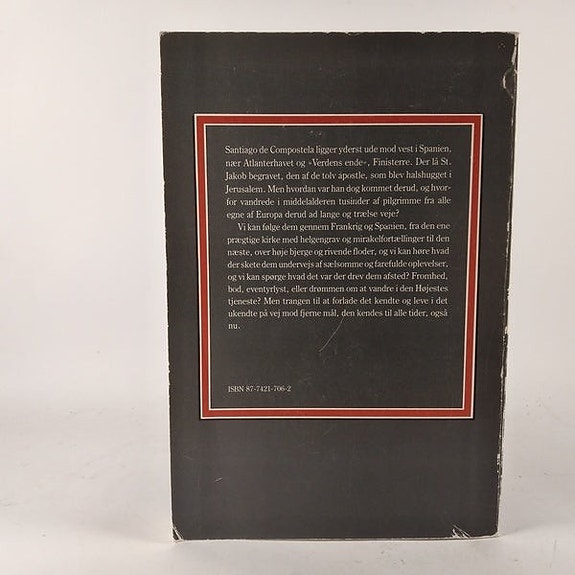 Santiago de Compostela ligger yderst ude mod vest i Spanien,
nær Atlanterhavet og »Verdens ende«, Finisterre. Der lå St.
Jakob begravet, den af de tolv apostle, som blev halshugget i
Jerusalem. Men hvordan var han dog kommet derud, og hvor-
for vandrede i middelalderen tusinder af pilgrimme fra alle
egne af Europa derud ad lange og trælse veje?
Vi kan følge dem gennem Frankrig og Spanien, fra den ene
prægtige kirke med helgengrav og mirakelfortællinger til den
næste, over høje bjerge og rivende floder, og vi kan høre hvad
der skete dem undervejs af sælsomme og farefulde oplevelser,
og vi kan spørge hvad det var der drev dem afsted? Fromhed,
bod, eventyrlyst, eller drømmen om at vandre i den Højestes
tjeneste? Men trangen til at forlade det kendte og leve i det
ukendte på vej mod fjerne mål, den kendes til alle tider, også
nu.
ISBN 87-7421-706-2